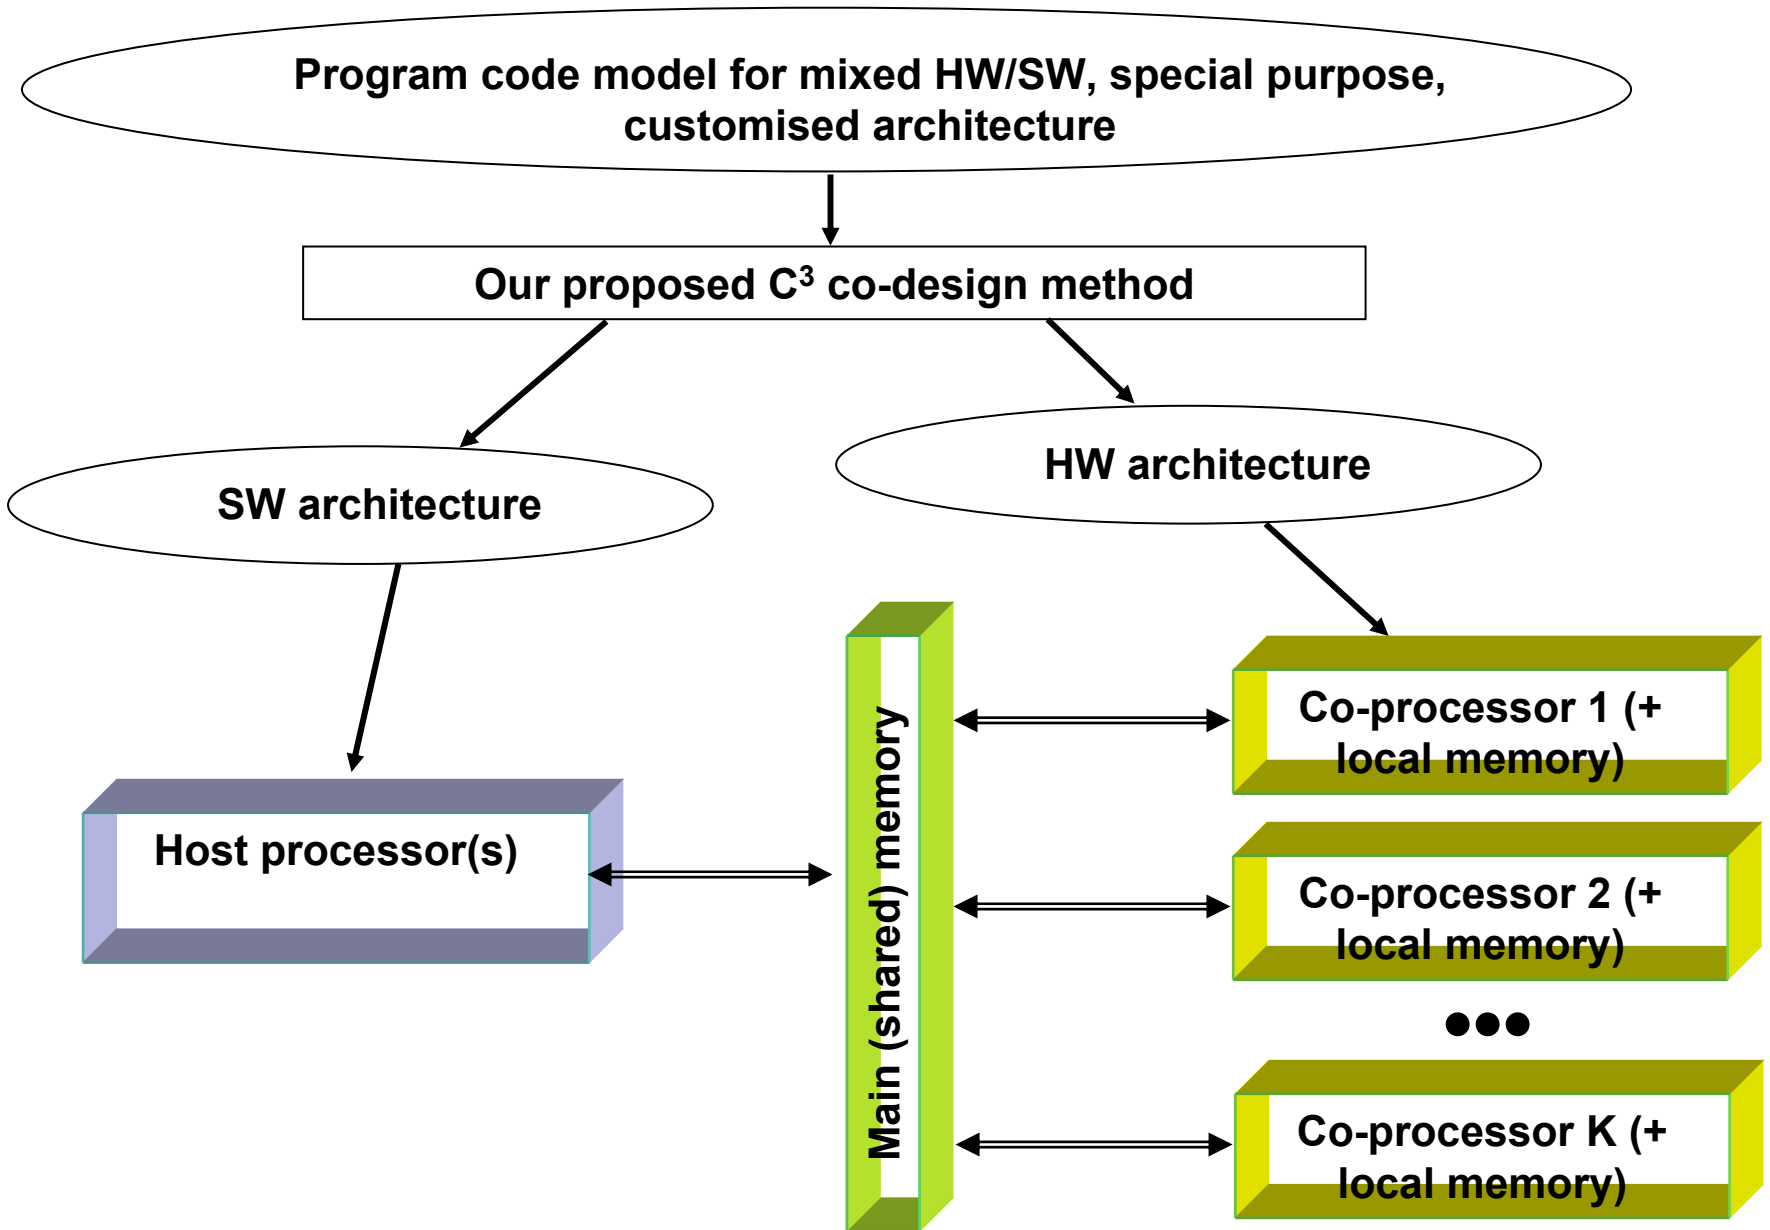 Program code model for mixed HW/SW, special purpose,
customised architecture
Our proposed C³ co-design method
HW architecture
SW architecture
Main (shared) memory
Co-processor 1 (+
local memory)
Host processor(s)
Co-processor 2 (+
local memory)
●●●
Co-processor K (+
local memory)